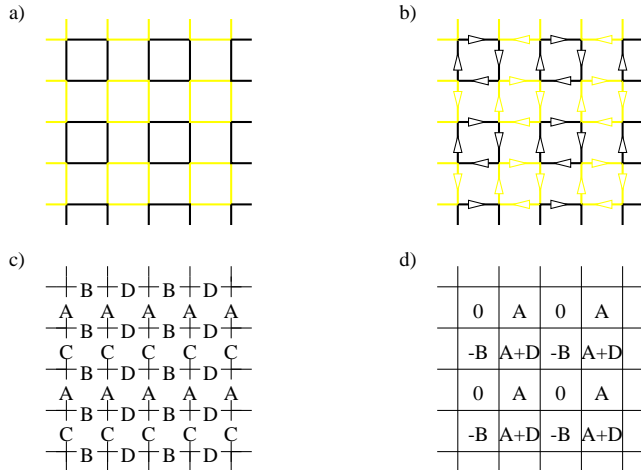 a)
b)
c)
B D B D
A A A A A
B D B D
C C C C C
B D B D
A A A A A
B D B D
C C C C C
B D B D
d)
0 A 0 A
-B A+D -B A+D
0 A 0 A
-B A+D -B A+D